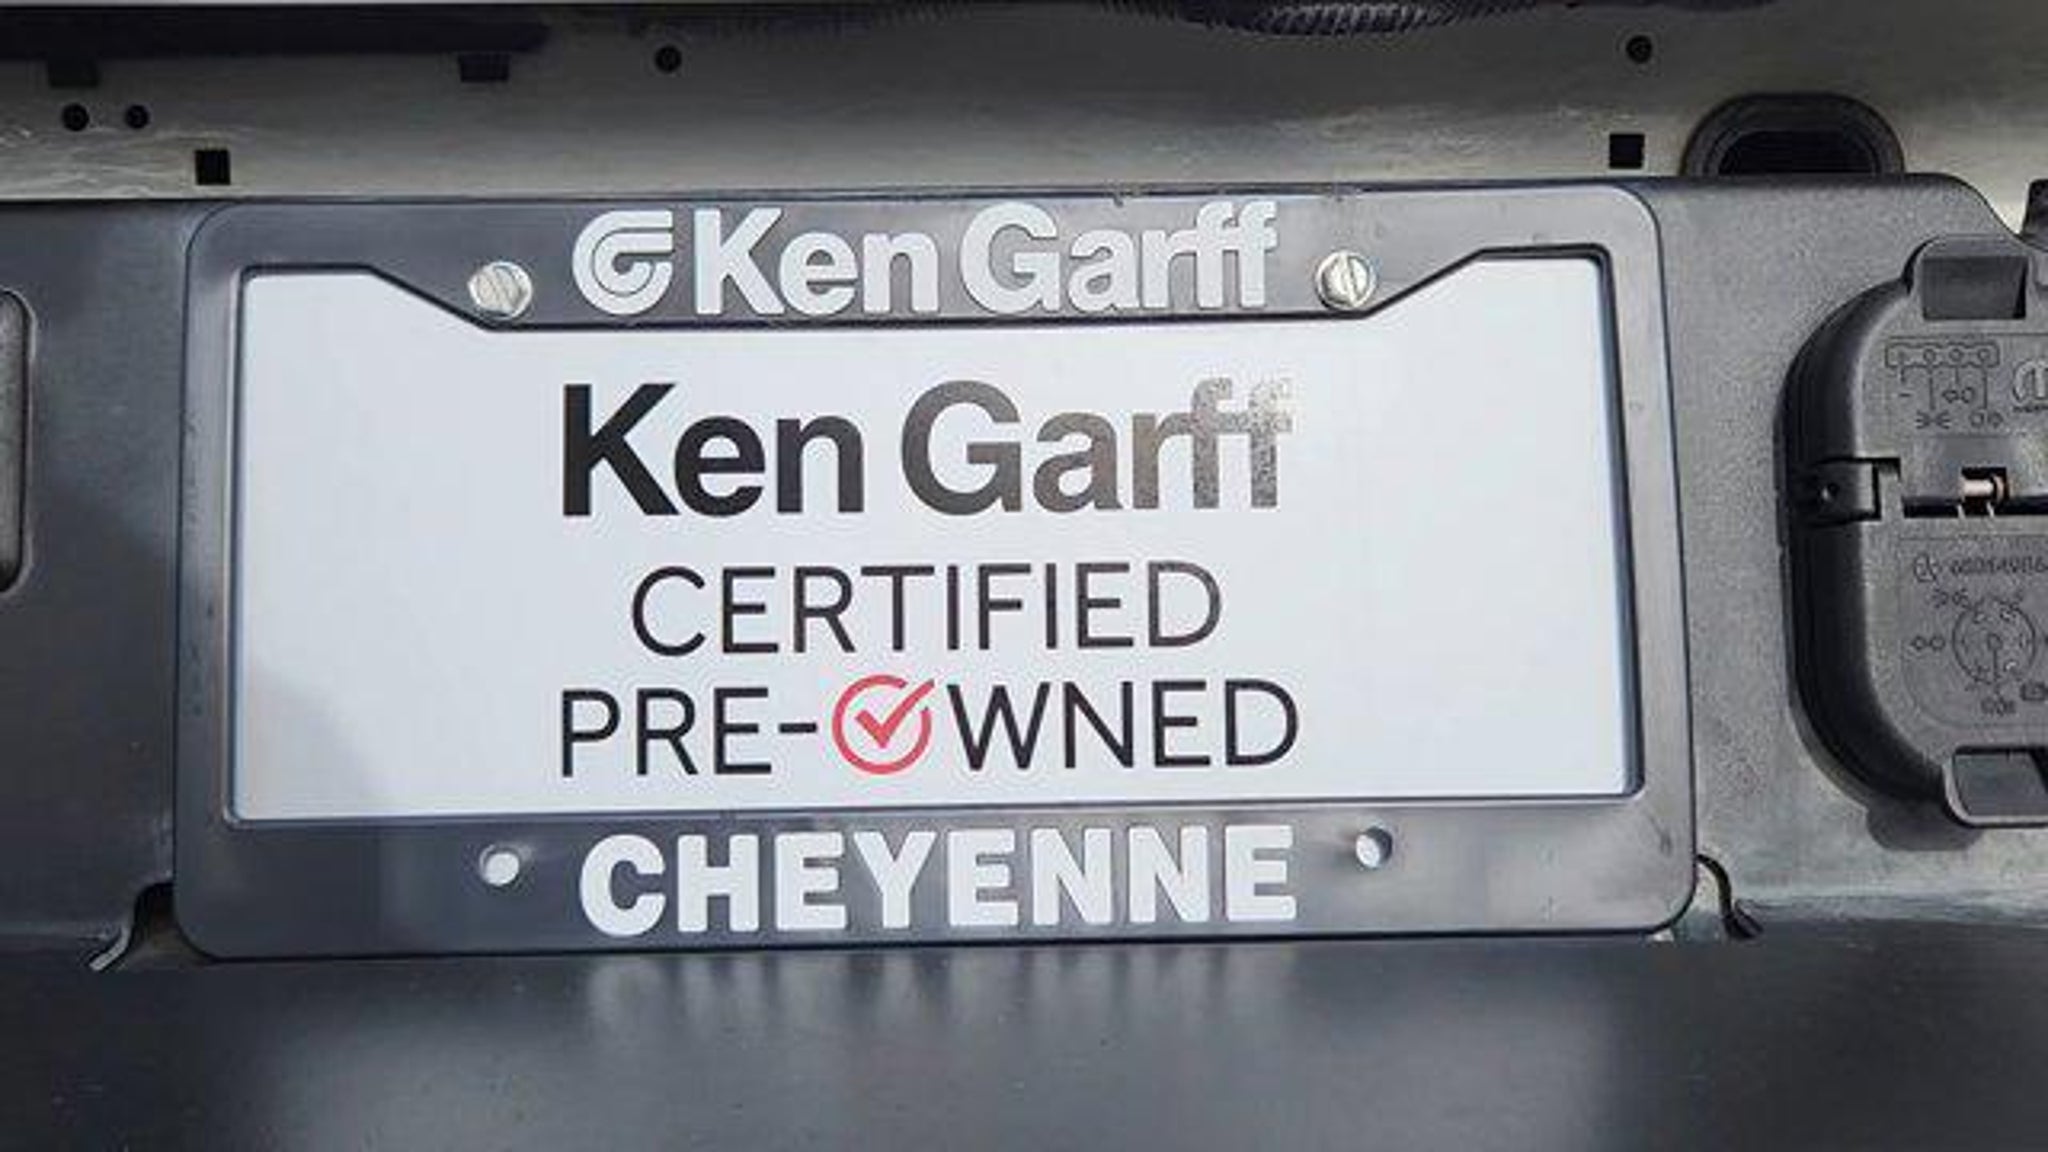 Ken Garff
Ken Garff
CERTIFIED
PRE-OWNED
CHEYENNE